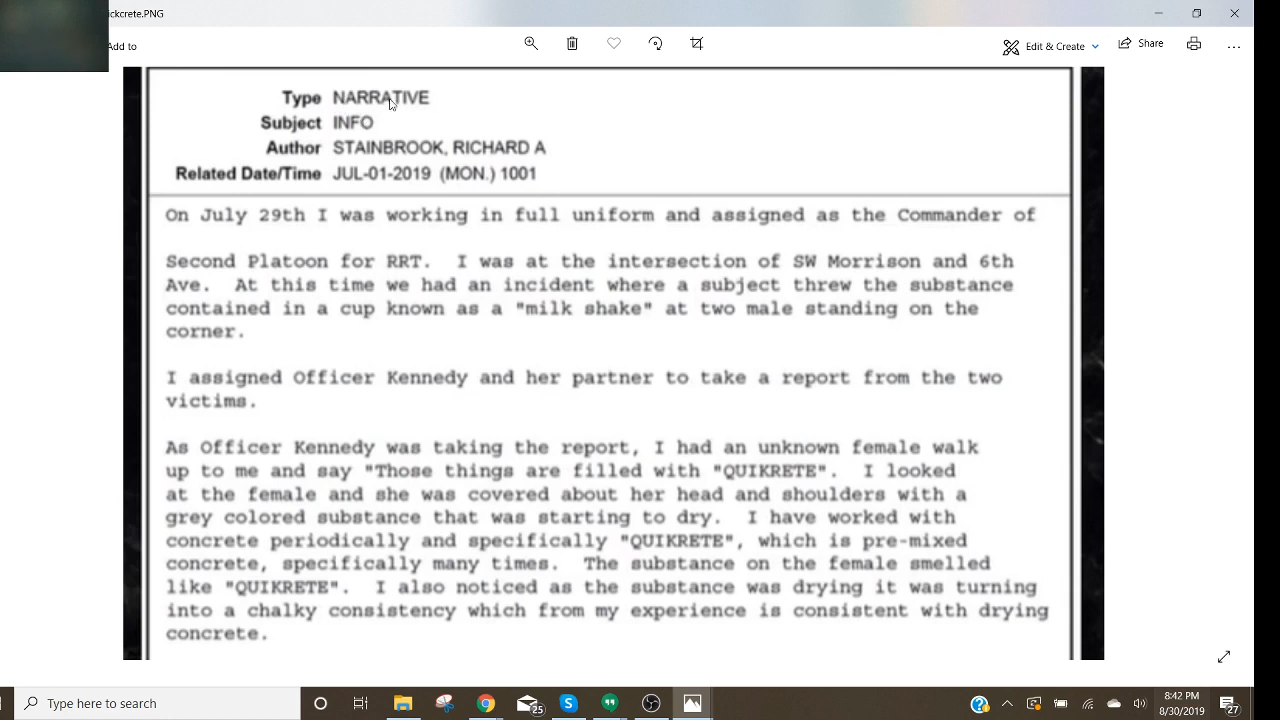 ickcrete.PNG
dd to
Edit & Create
Share
Type NARRATIVE
Subject INFO
Author STAINBROOK, RICHARD A
Related Date/Time JUL-01-2019 (MON.) 1001
On July 29th I was working in full uniform and assigned as the Commander of
Second Platoon for RRT. I was at the intersection of SW Morrison and 6th
Ave. At this time we had an incident where a subject threw the substance
contained in a cup known as a "milk shake" at two male standing on the
corner.
I assigned Officer Kennedy and her partner to take a report from the two
victims.
As Officer Kennedy was taking the report, I had an unknown female walk
up to me and say "Those things are filled with "QUIKRETE". I looked
at the female and she was covered about her head and shoulders with a
grey colored substance that was starting to dry. I have worked with
concrete periodically and specifically "QUIKRETE", which is pre-mixed
concrete, specifically many times. The substance on the female smelled
like "QUIKRETE". I also noticed as the substance was drying it was turning
into a chalky consistency which from my experience is consistent with drying
concrete.
Type here to search
25
8:42 PM
8/30/2019
27